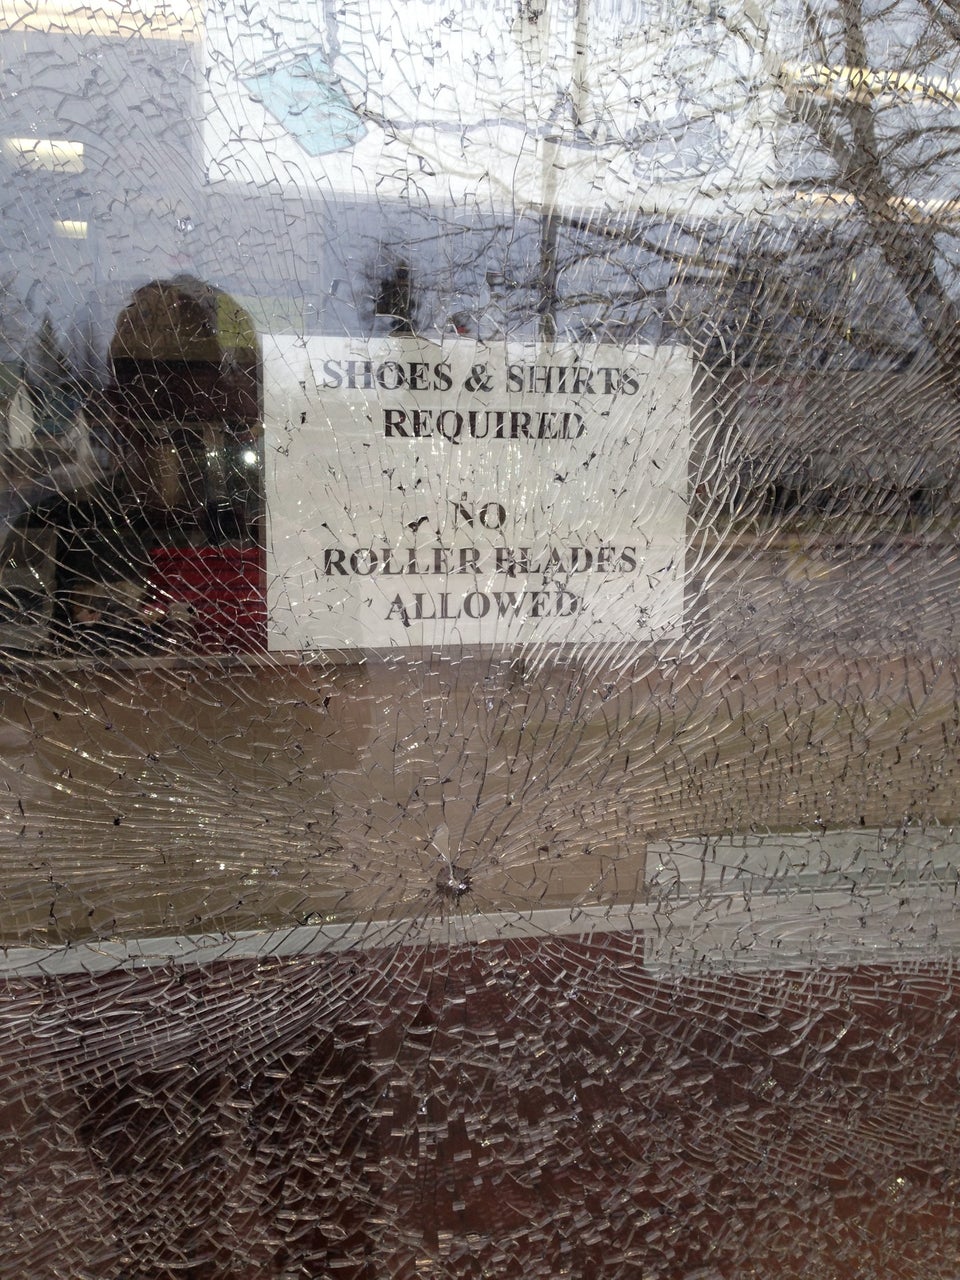 SHOES & SHIRTS
REQUIRED
NO
ROLLER BLADES
ALLOWED